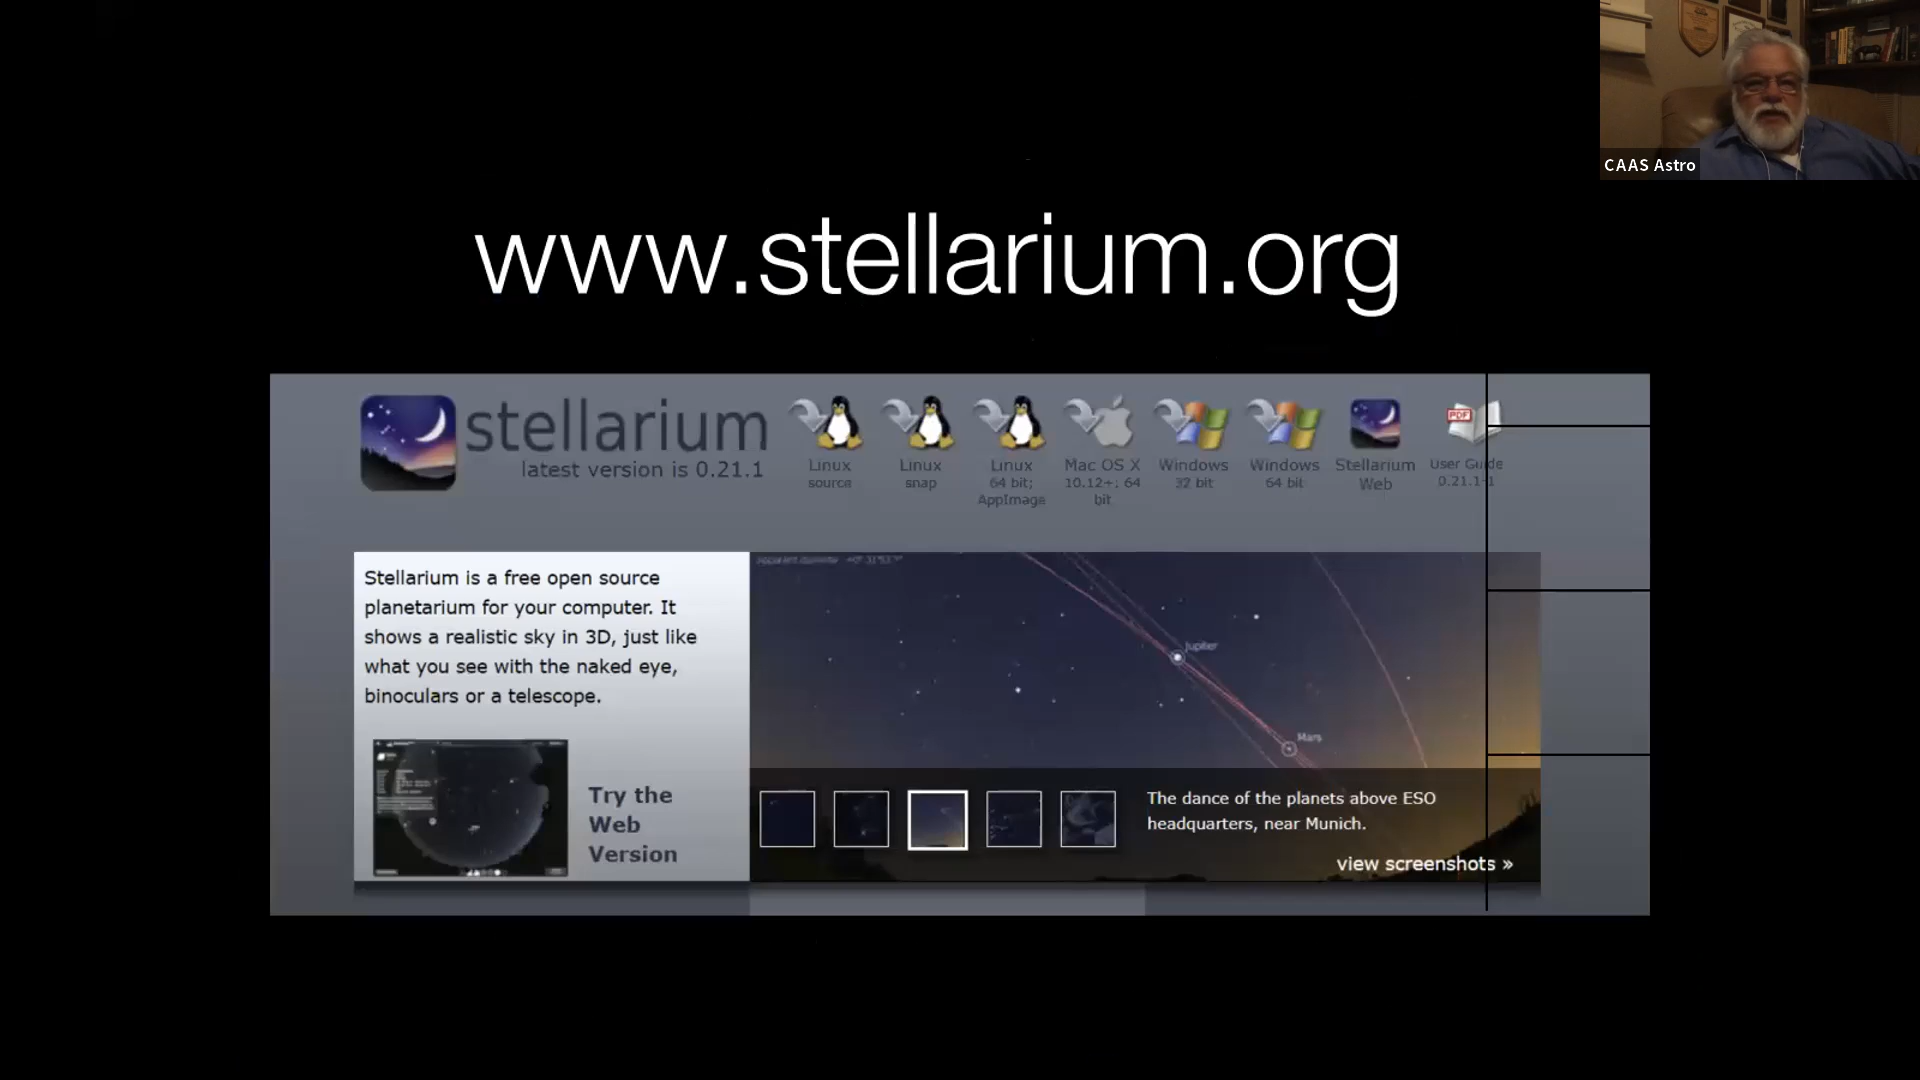 CAAS Astro
www.stellarium.org
stellarium
latest version is 0.21.1
Linux
source
Linux
snap
Linux
64 bit;
AppImage
Mac OS X
10.12+; 64
bit
Windows
32 bit
Windows
64 bit
Stellarium
Web
PDF
User Guide
0.21.1-1
Stellarium is a free open source
planetarium for your computer. It
shows a realistic sky in 3D, just like
what you see with the naked eye,
binoculars or a telescope.
Try the
Web
Version
Jupiter
Mars
The dance of the planets above ESO
headquarters, near Munich.
view screenshots »